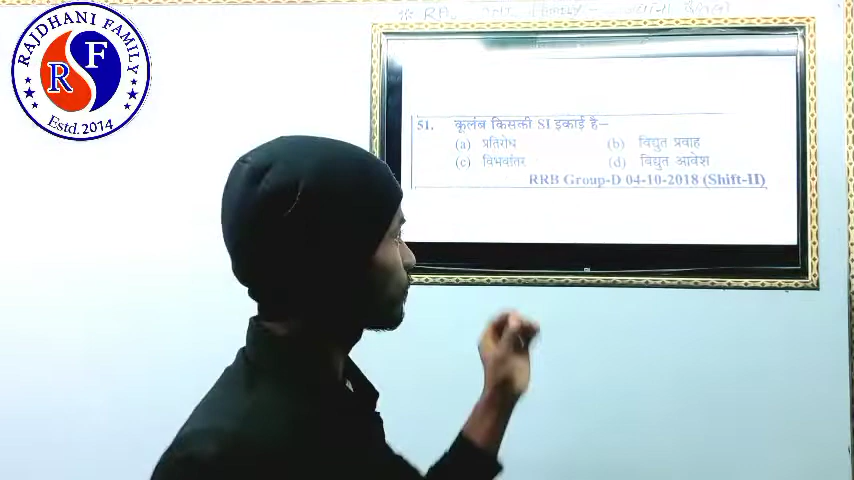 RAJDHANI FAMILY
R F
Estd.2014
51. कूलंब किसकी SI इकाई है–
(a) प्रतिरोध (b) विद्युत प्रवाह
(c) विभवांतर (d) विद्युत आवेश
RRB Group-D 04-10-2018 (Shift-II)